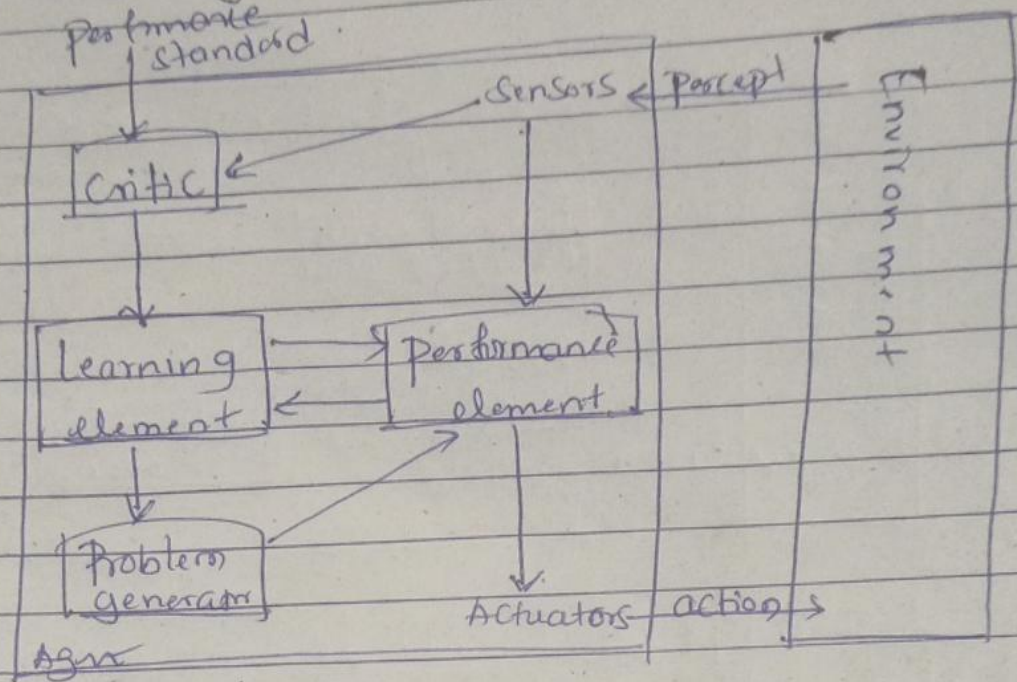 Performance
standard.
Sensors
Percept
Environment
Critic
Learning
element
Performance
element
Problem
generator
Actuators
action
Agent